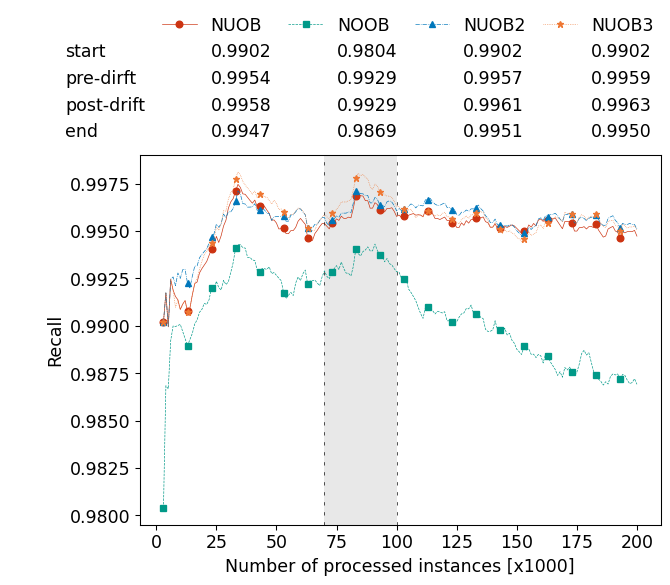 NUOB NOOB NUOB2 NUOB3
start 0.9902 0.9804 0.9902 0.9902
pre-dirft 0.9954 0.9929 0.9957 0.9959
post-drift 0.9958 0.9929 0.9961 0.9963
end 0.9947 0.9869 0.9951 0.9950
Recall
0.9975
0.9950
0.9925
0.9900
0.9875
0.9850
0.9825
0.9800
0 25 50 75 100 125 150 175 200
Number of processed instances [x1000]